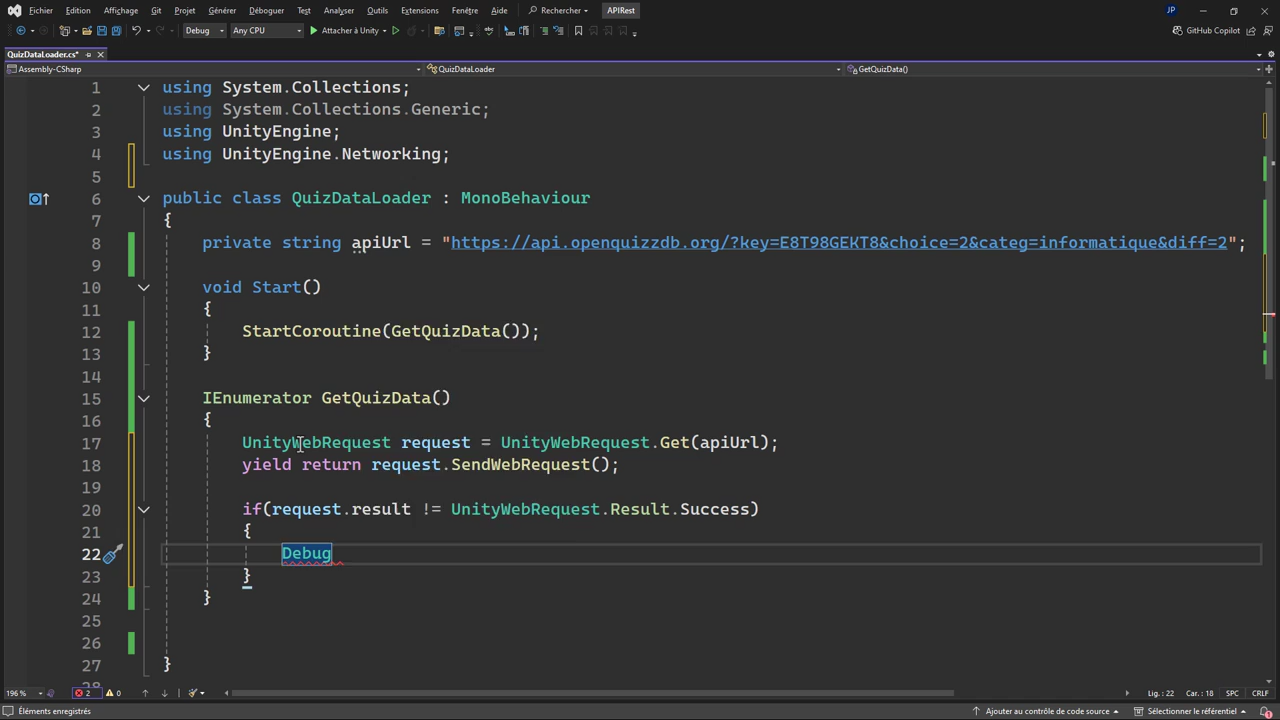 Fichier Edition Affichage Git Projet Générer Déboguer Test Analyser Outils Extensions Fenêtre Aide Rechercher APIRest JP
Debug Any CPU Attacher à Unity GitHub Copilot
QuizDataLoader.cs*
Assembly-CSharp QuizDataLoader GetQuizData()
1 using System.Collections;
2 using System.Collections.Generic;
3 using UnityEngine;
4 using UnityEngine.Networking;
5
6 public class QuizDataLoader : MonoBehaviour
7 {
8 private string apiUrl = "https://api.openquizzdb.org/?key=E8T98GEKT8&choice=2&categ=informatique&diff=2";
9
10 void Start()
11 {
12 StartCoroutine(GetQuizData());
13 }
14
15 IEnumerator GetQuizData()
16 {
17 UnityWebRequest request = UnityWebRequest.Get(apiUrl);
18 yield return request.SendWebRequest();
19
20 if(request.result != UnityWebRequest.Result.Success)
21 {
22 Debug
23 }
24 }
25
26
27 }
28
196 % 2 0 Lig : 22 Car. : 18 SPC CRLF
Éléments enregistrés Ajouter au contrôle de code source Sélectionner le référentiel